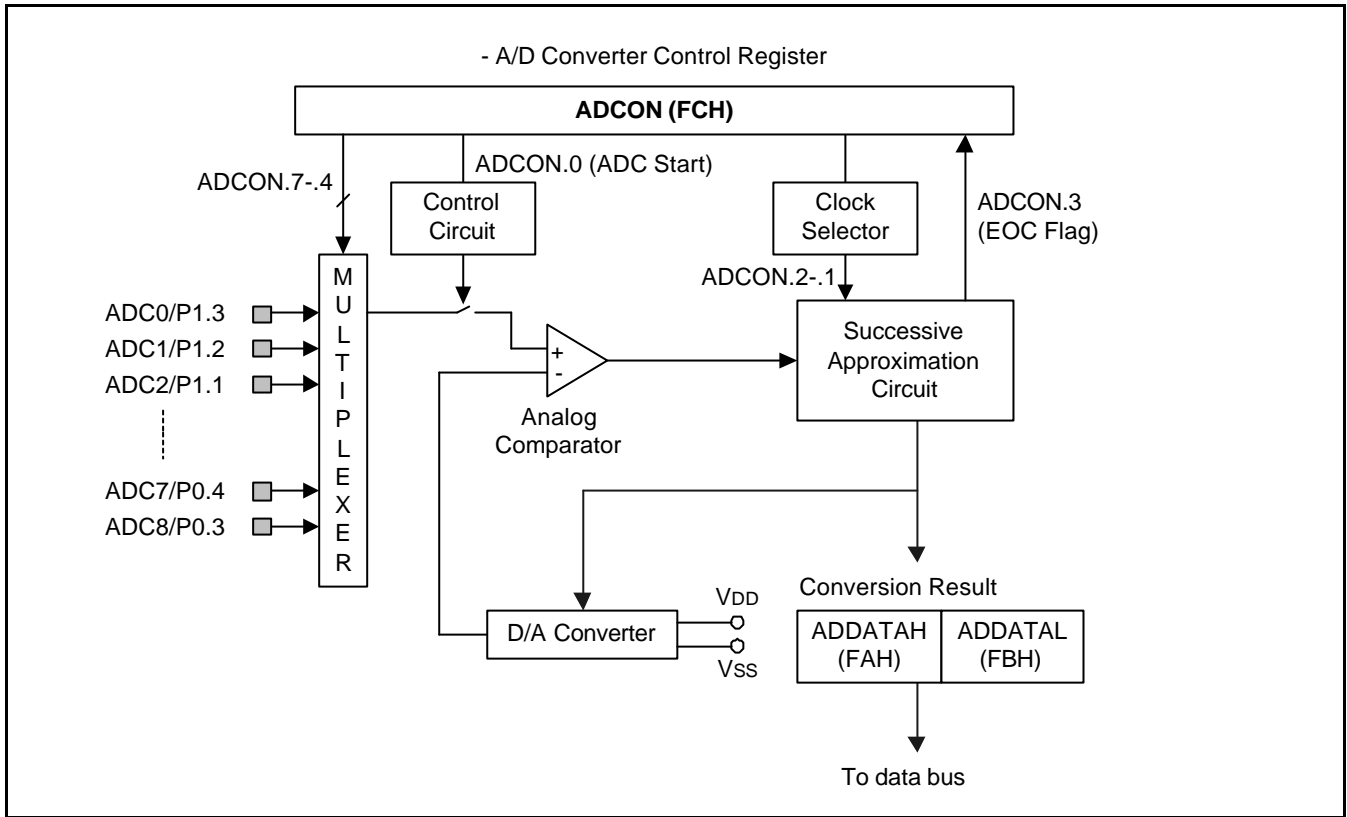 - A/D Converter Control Register
ADCON (FCH)
ADCON.7-.4
ADCON.0 (ADC Start)
Control
Circuit
Clock
Selector
ADCON.3
(EOC Flag)
ADCON.2-.1
M
U
L
T
I
P
L
E
X
E
R
ADC0/P1.3
ADC1/P1.2
ADC2/P1.1
ADC7/P0.4
ADC8/P0.3
+
-
Analog
Comparator
Successive
Approximation
Circuit
D/A Converter
VDD
VSS
Conversion Result
ADDATAH
(FAH)
ADDATAL
(FBH)
To data bus